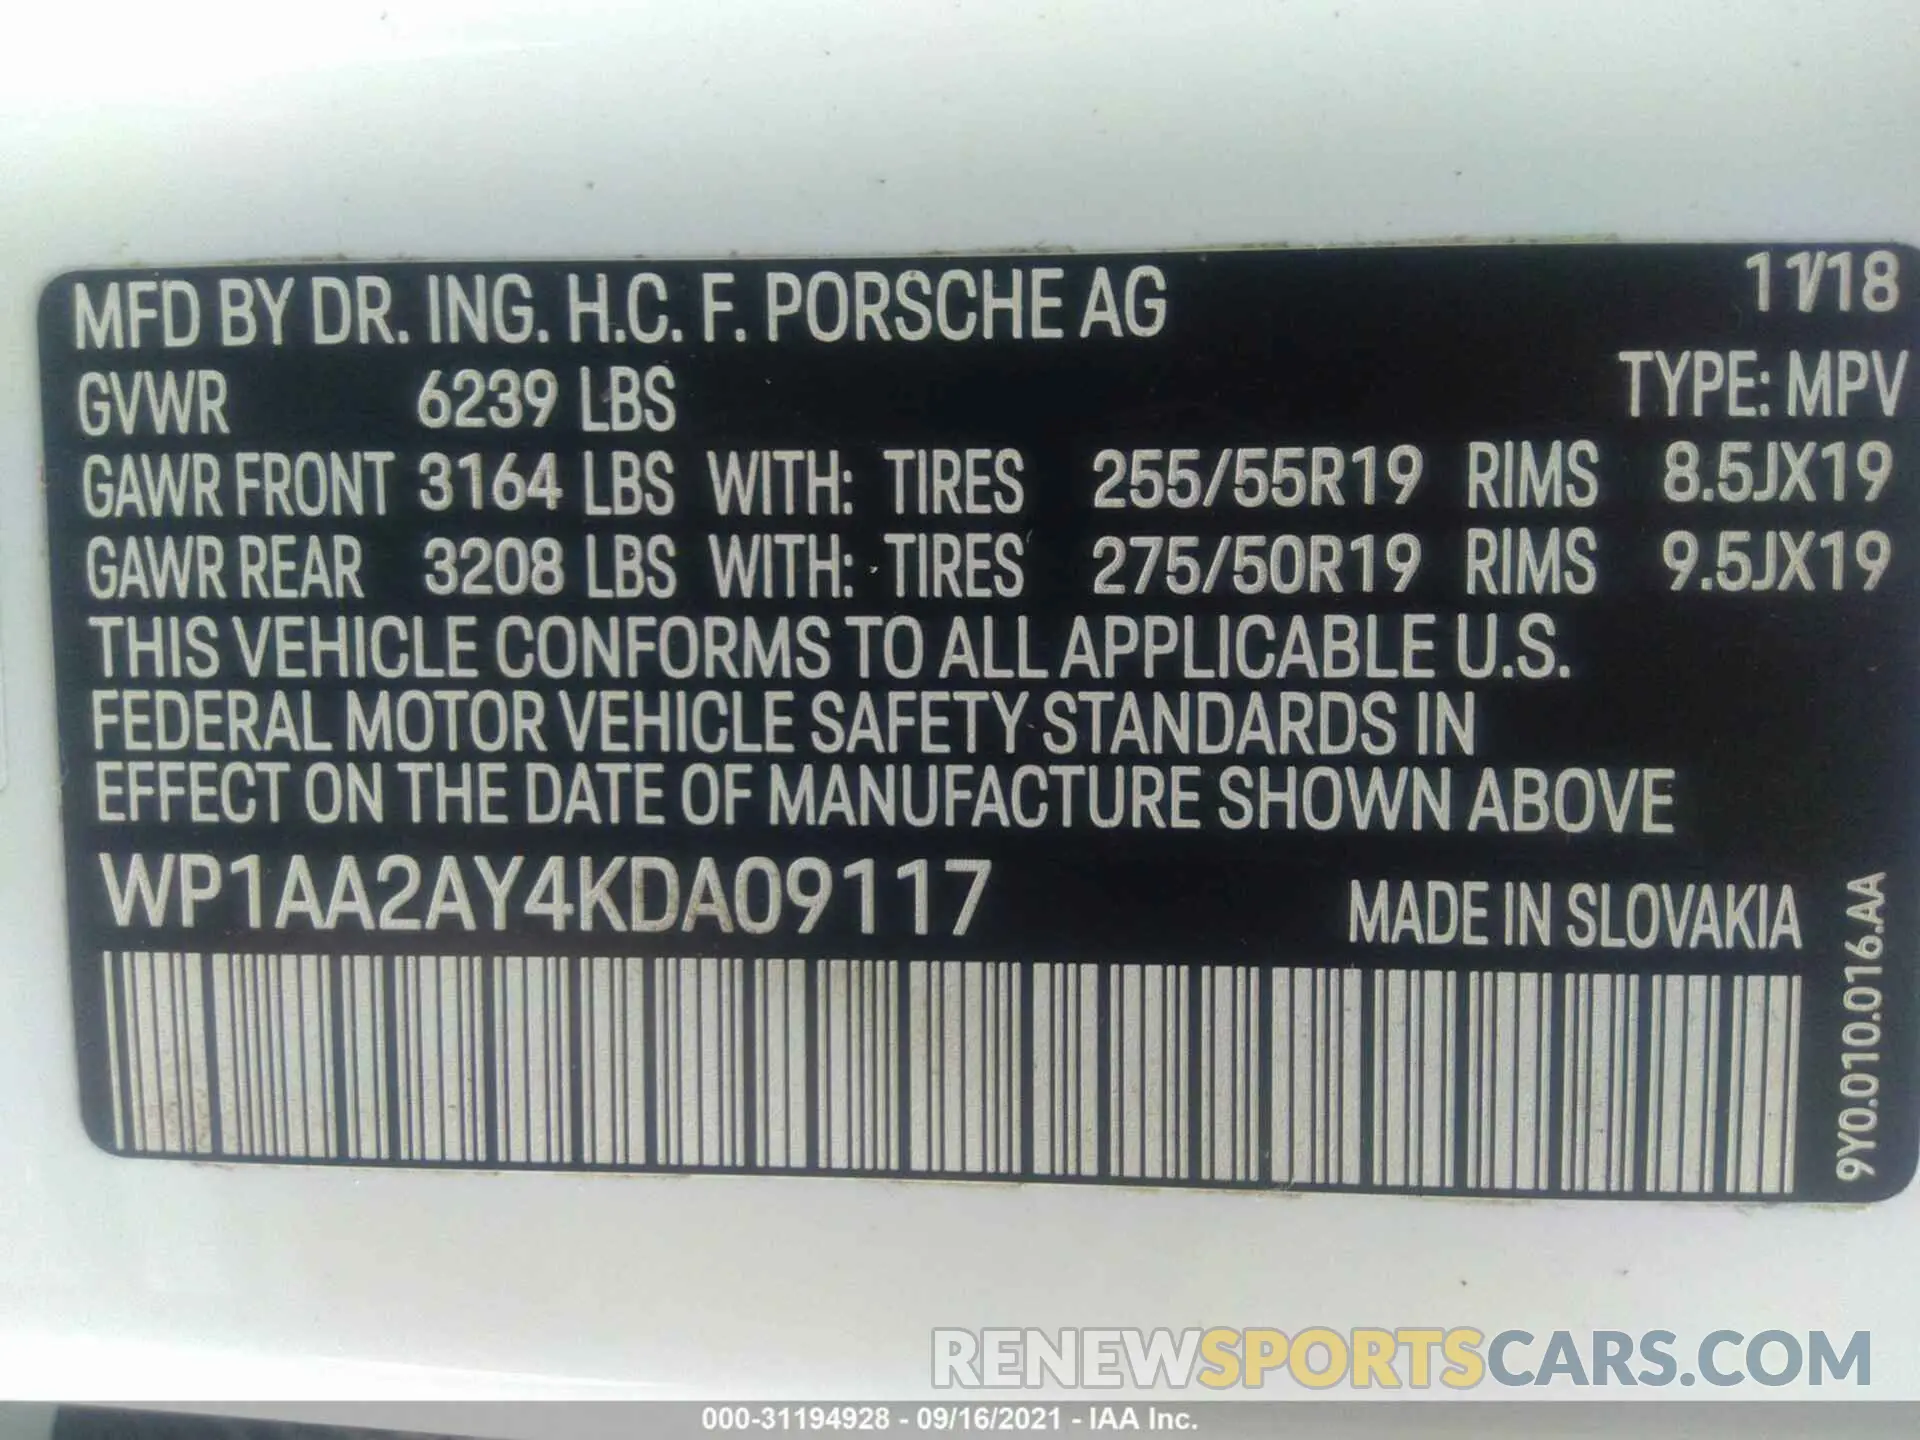 MFD BY DR. ING. H.C. F. PORSCHE AG 11/18
GVWR 6239 LBS TYPE: MPV
GAWR FRONT 3164 LBS WITH: TIRES 255/55R19 RIMS 8.5JX19
GAWR REAR 3208 LBS WITH: TIRES 275/50R19 RIMS 9.5JX19
THIS VEHICLE CONFORMS TO ALL APPLICABLE U.S.
FEDERAL MOTOR VEHICLE SAFETY STANDARDS IN
EFFECT ON THE DATE OF MANUFACTURE SHOWN ABOVE
WP1AA2AY4KDA09117 MADE IN SLOVAKIA
9Y0.010.016.AA
RENEWSPORTSCARS.COM
000-31194928 - 09/16/2021 - IAA Inc.